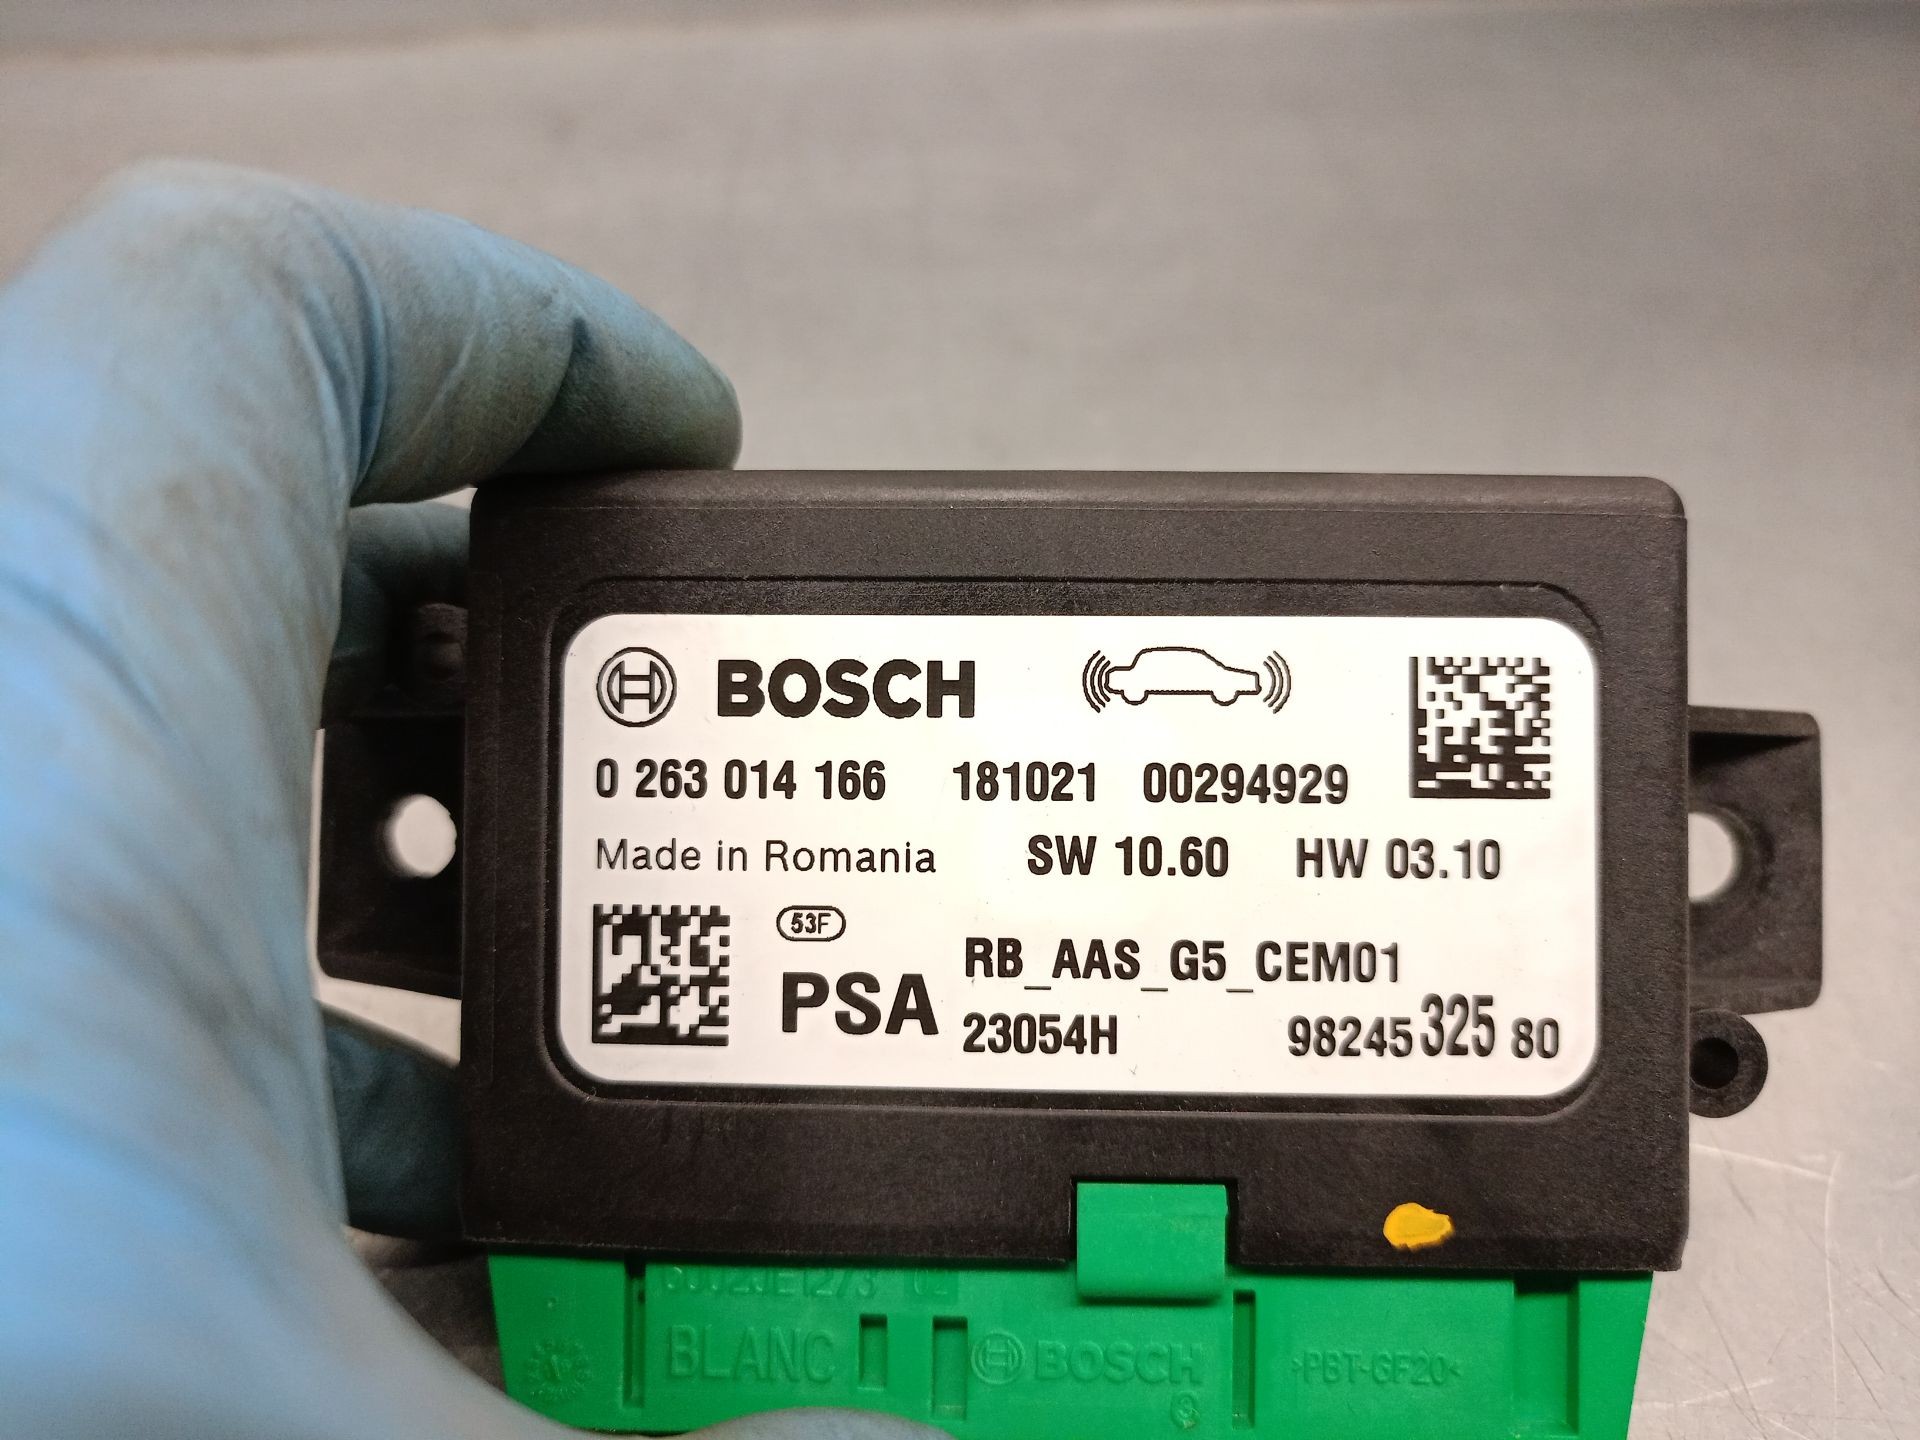 BOSCH
0 263 014 166 181021 00294929
Made in Romania SW 10.60 HW 03.10
53F
PSA
RB_AAS_G5_CEM01
23054H 98245 325 80
BLANC
BOSCH
>PBT-GF20<